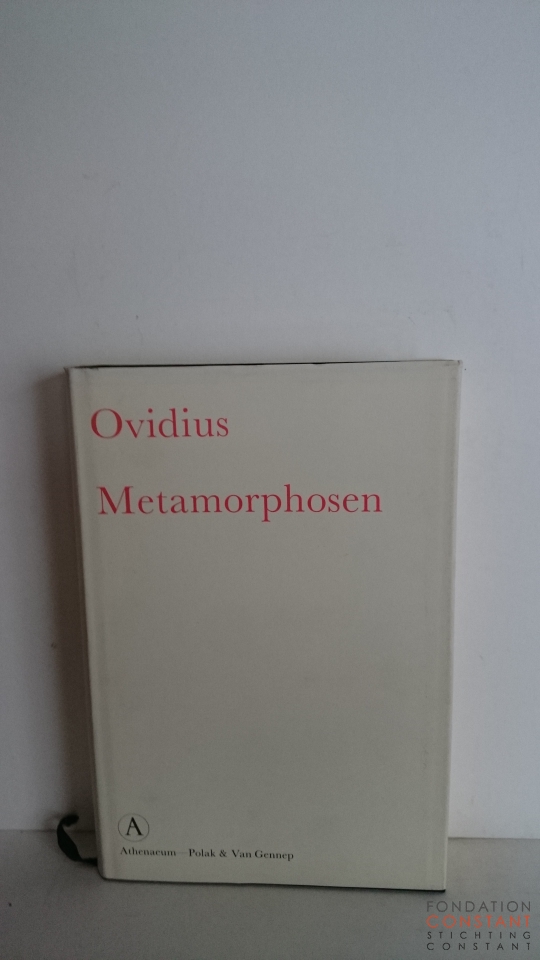 Ovidius
Metamorphosen
A
Athenaeum—Polak & Van Gennep
FONDATION
CONSTANT
STICHTING
CONSTANT